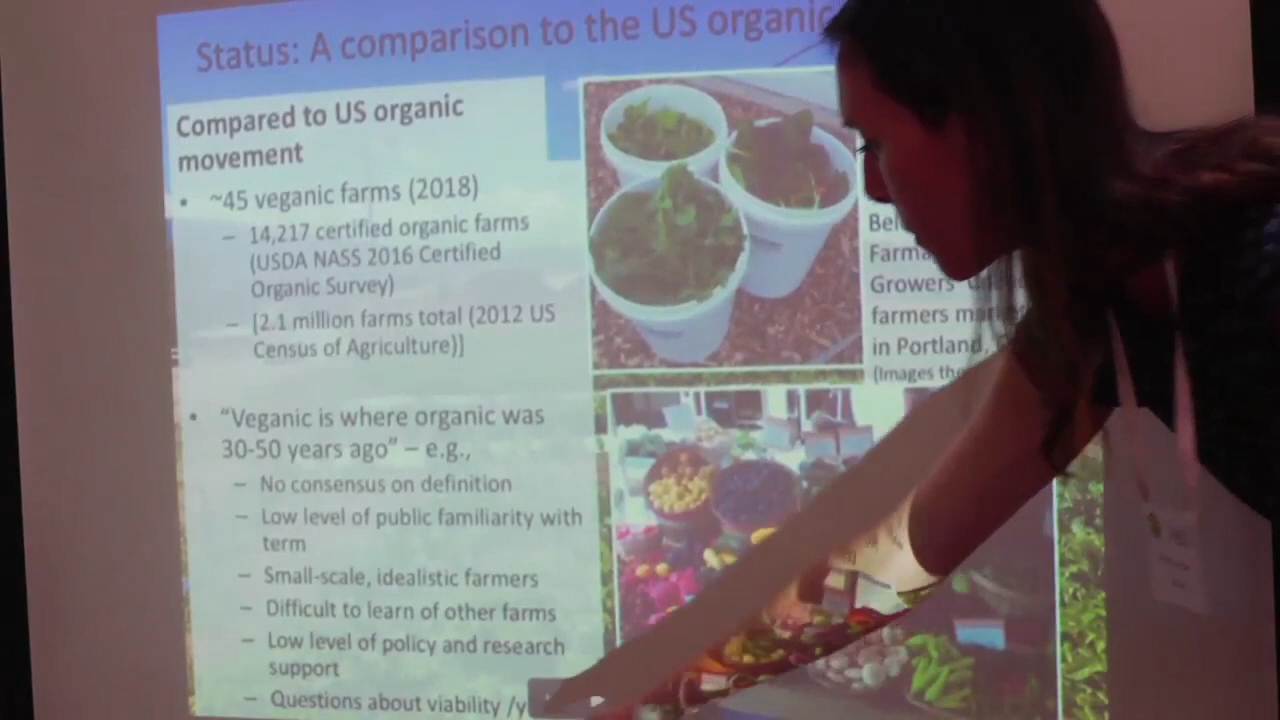 Status: A comparison to the US organic
Compared to US organic
movement
• ~45 veganic farms (2018)
– 14,217 certified organic farms
(USDA NASS 2016 Certified
Organic Survey)
– [2.1 million farms total (2012 US
Census of Agriculture)]
• “Veganic is where organic was
30-50 years ago” – e.g.,
– No consensus on definition
– Low level of public familiarity with
term
– Small-scale, idealistic farmers
– Difficult to learn of other farms
– Low level of policy and research
support
– Questions about viability /y
Growers
farmers
in Portland,
(Images